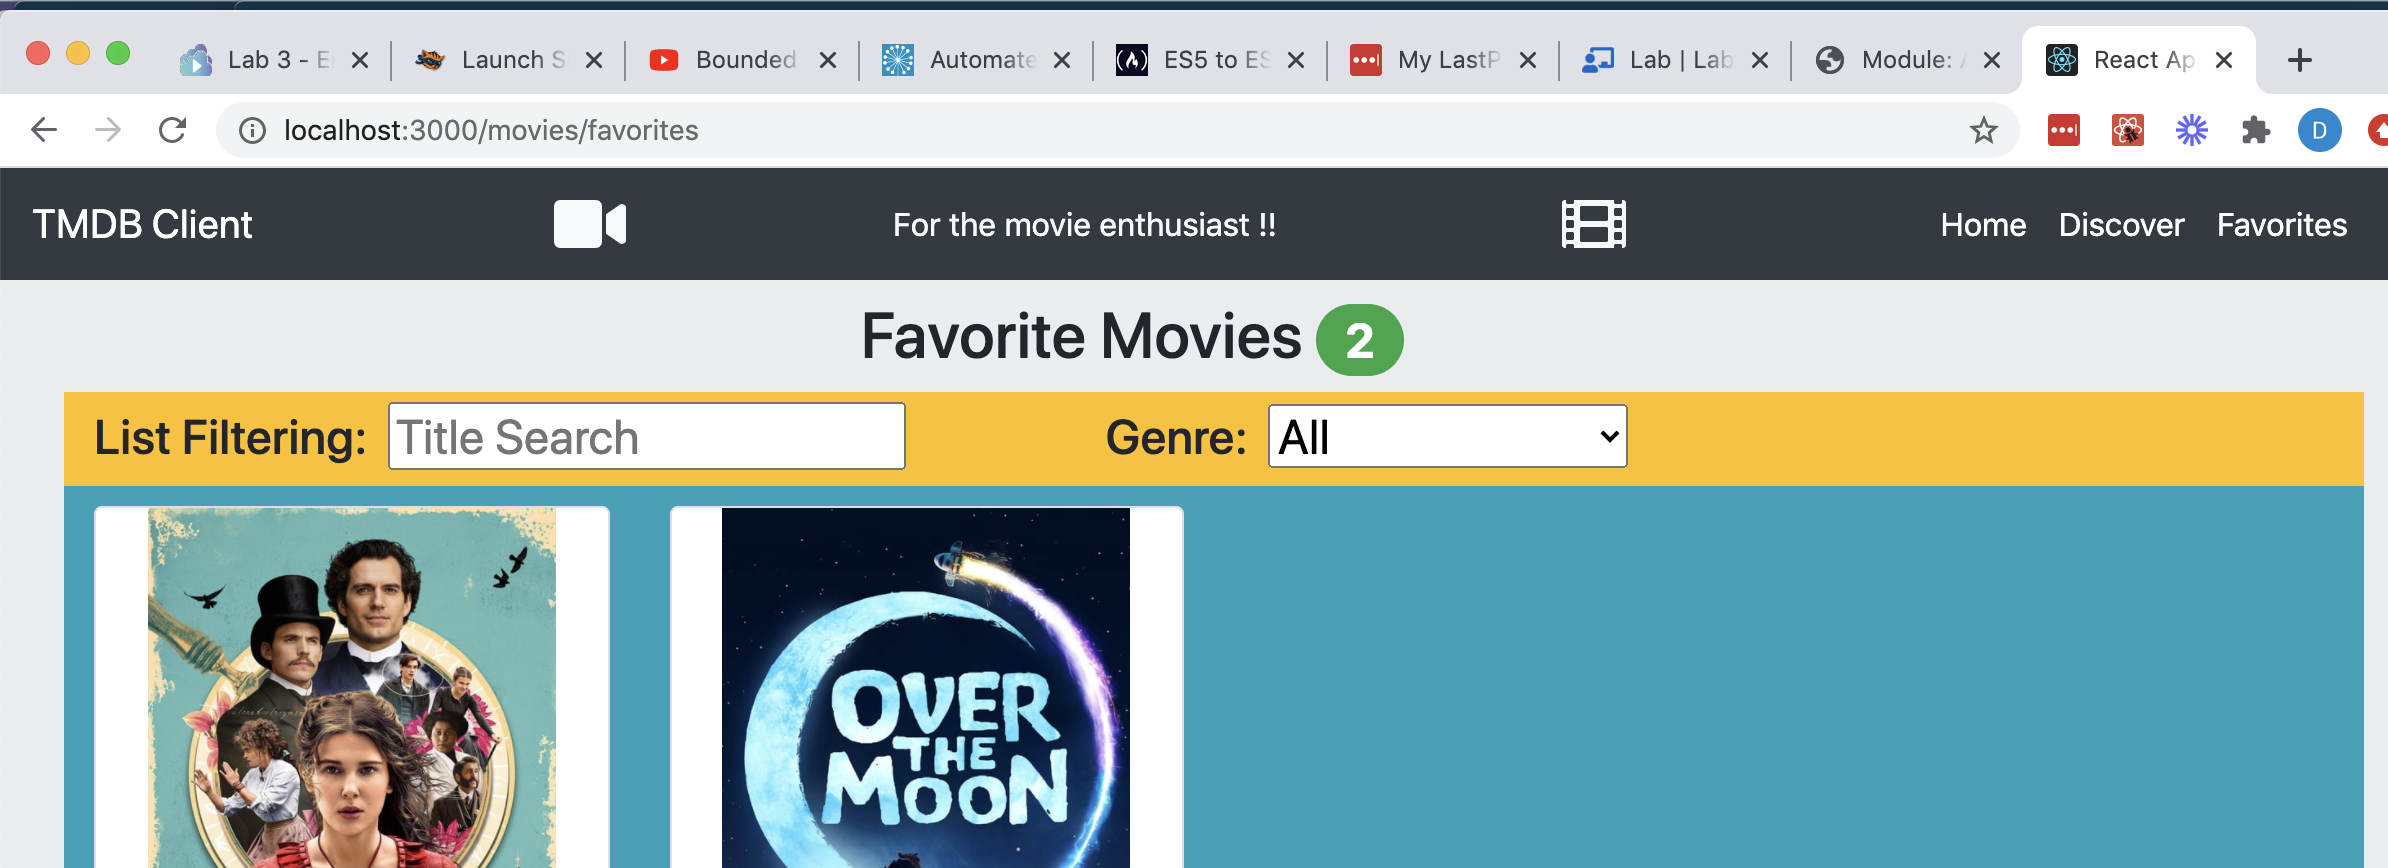 Lab 3 - Launch S Bounded Automate ES5 to ES My LastP Lab | Lab Module: React Ap
localhost:3000/movies/favorites
D
TMDB Client For the movie enthusiast !! Home Discover Favorites
Favorite Movies 2
List Filtering: Title Search Genre: All
OVER
THE
MOON